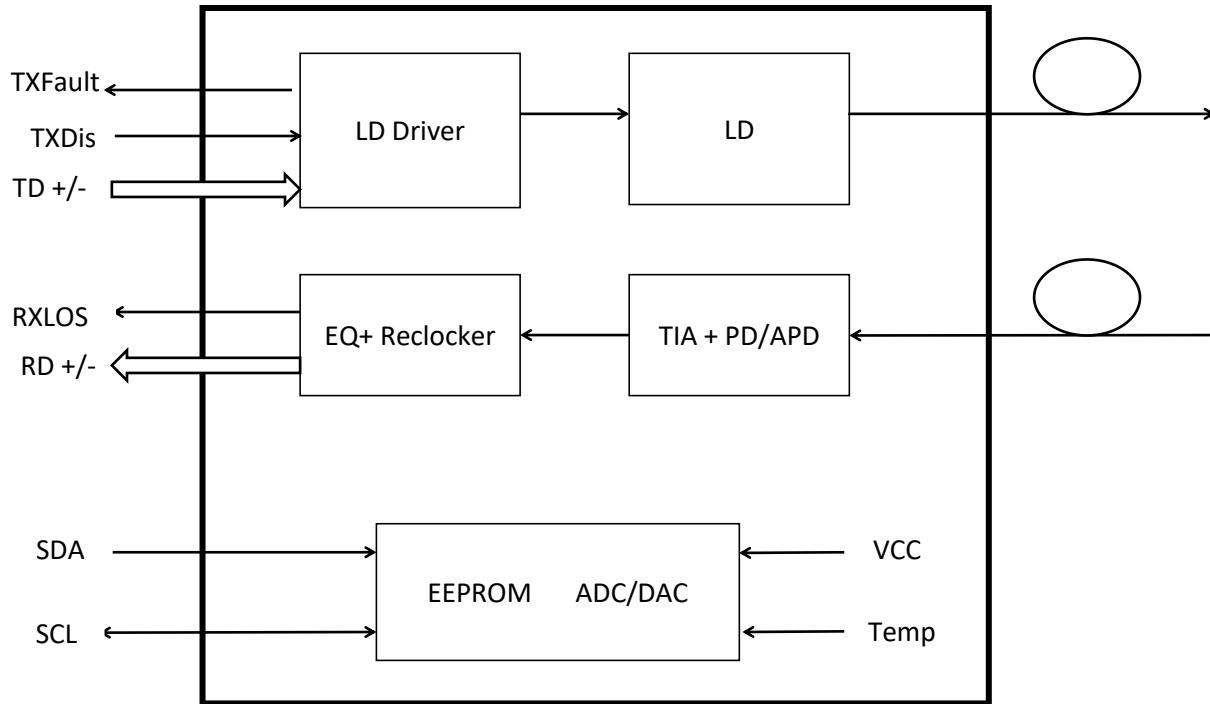 TXFault
TXDis
TD +/-
LD Driver
LD
RXLOS
RD +/-
EQ+ Reclocker
TIA + PD/APD
SDA
SCL
EEPROM ADC/DAC
VCC
Temp